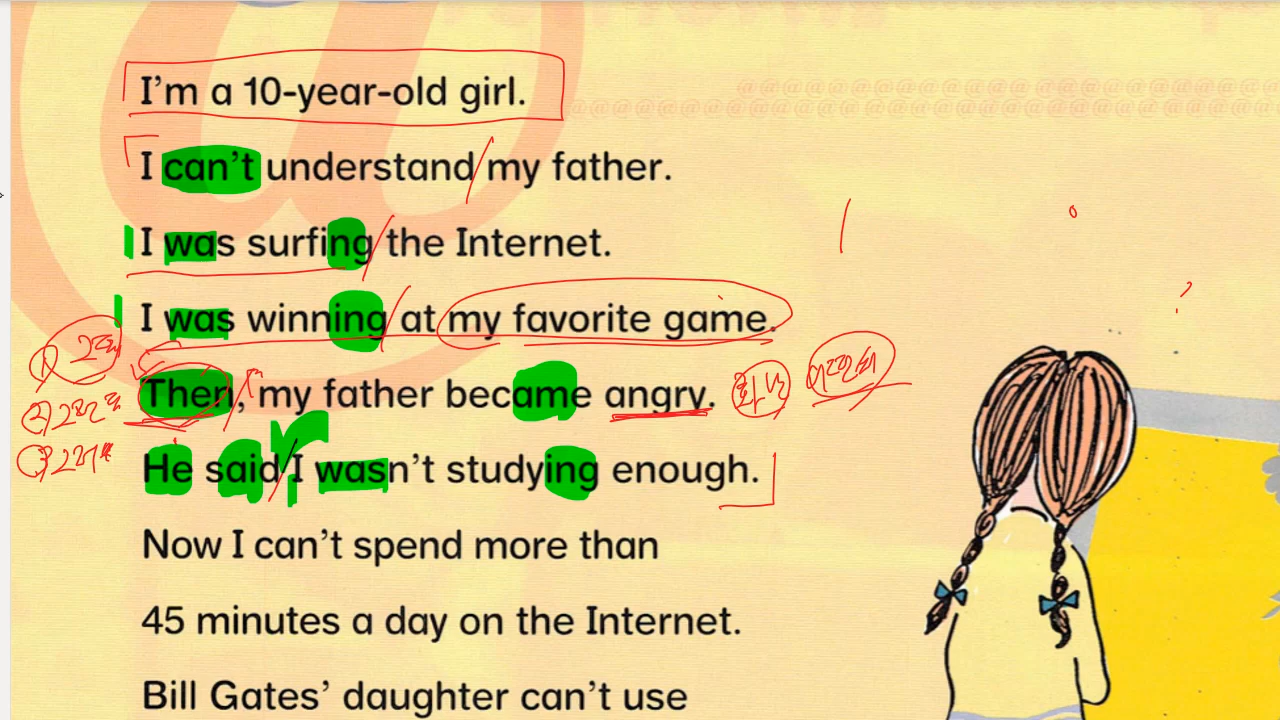 I'm a 10-year-old girl.
I can't understand my father.
I was surfing the Internet.
I was winning at my favorite game.
Then, my father became angry.
He said I wasn't studying enough.
Now I can't spend more than
45 minutes a day on the Internet.
Bill Gates' daughter can't use